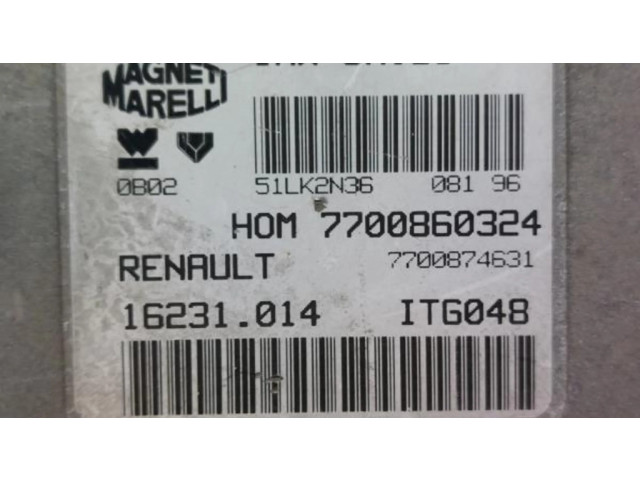 MAGNETI
MARELLI
0B02 51LK2N36 081 96
HOM 7700860324
RENAULT 7700874631
16231.014 ITG048